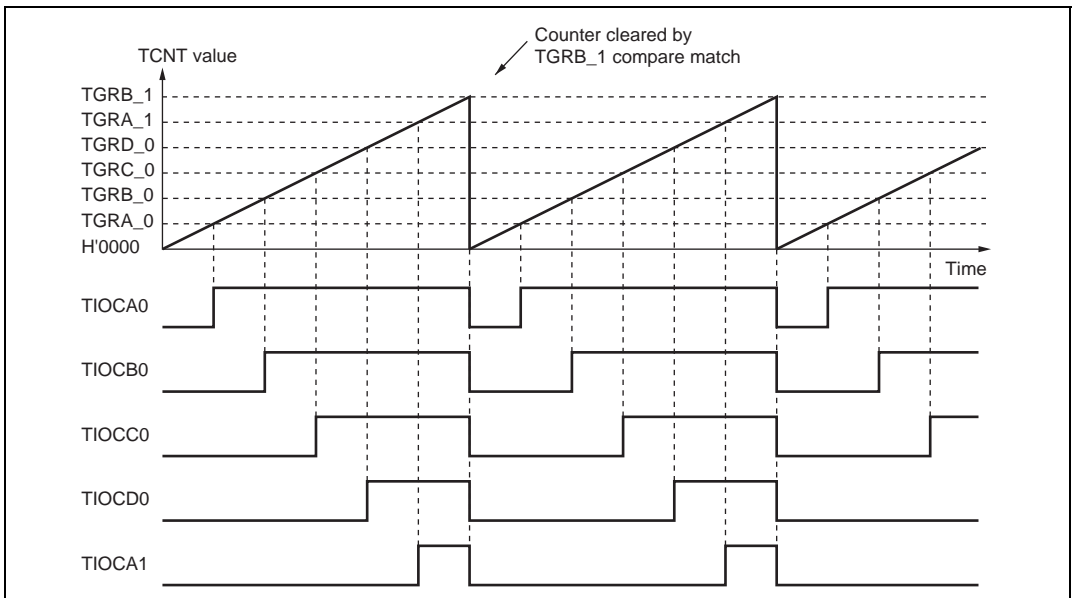 Counter cleared by
TGRB_1 compare match
TCNT value
TGRB_1
TGRA_1
TGRD_0
TGRC_0
TGRB_0
TGRA_0
H'0000
Time
TIOCA0
TIOCB0
TIOCC0
TIOCD0
TIOCA1